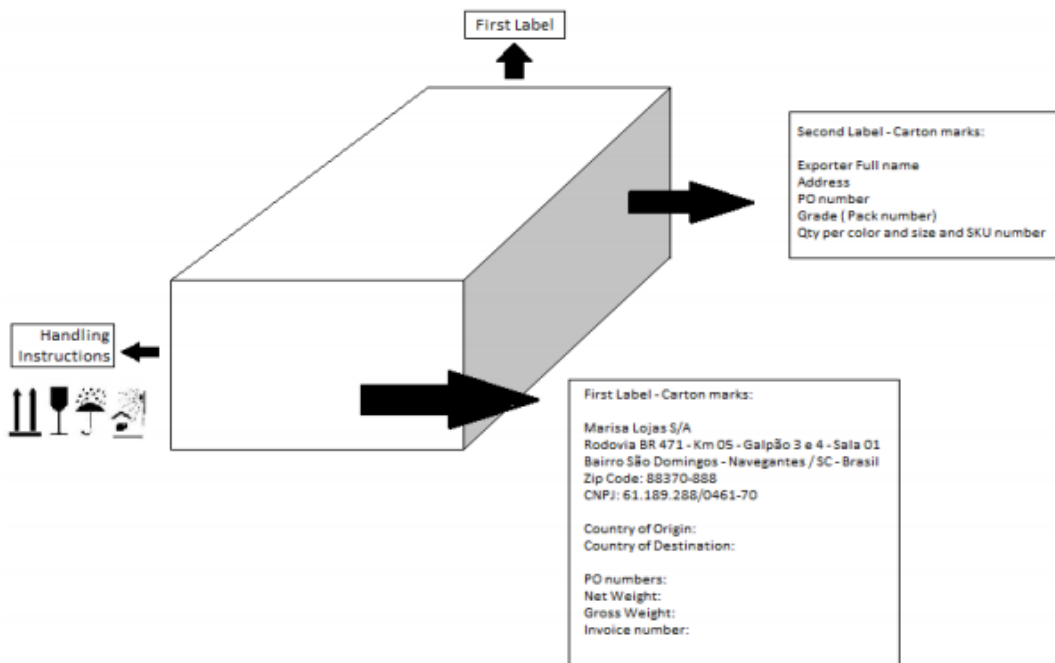 First Label
Second Label - Carton marks:
Exporter Full name
Address
PO number
Grade ( Pack number)
Qty per color and size and SKU number
Handling
Instructions
First Label - Carton marks:
Marisa Lojas S/A
Rodovia BR 471 - Km 05 - Galpão 3 e 4 - Sala 01
Bairro São Domingos - Navegantes / SC - Brasil
Zip Code: 88370-888
CNPJ: 61.189.288/0461-70
Country of Origin:
Country of Destination:
PO numbers:
Net Weight:
Gross Weight:
Invoice number: